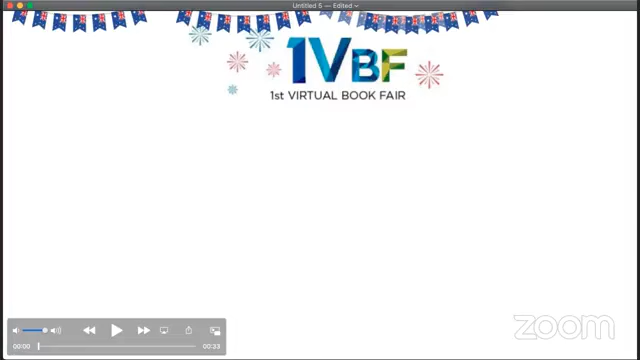 Untitled 5 — Edited
1VBF
1st VIRTUAL BOOK FAIR
00:00
00:33
zoom